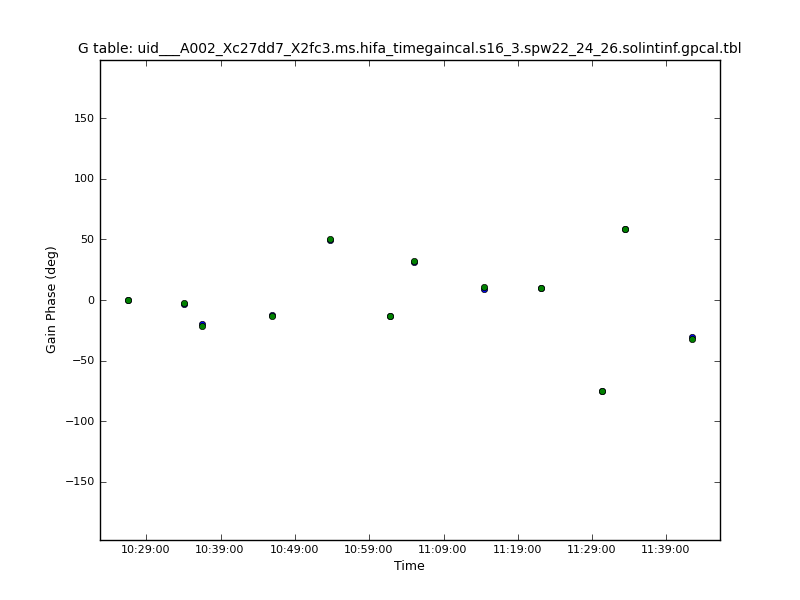 G table: uid___A002_Xc27dd7_X2fc3.ms.hifa_timegaincal.s16_3.spw22_24_26.solintinf.gpcal.tbl
150
100
50
0
−50
−100
−150
Gain Phase (deg)
10:29:00 10:39:00 10:49:00 10:59:00 11:09:00 11:19:00 11:29:00 11:39:00
Time